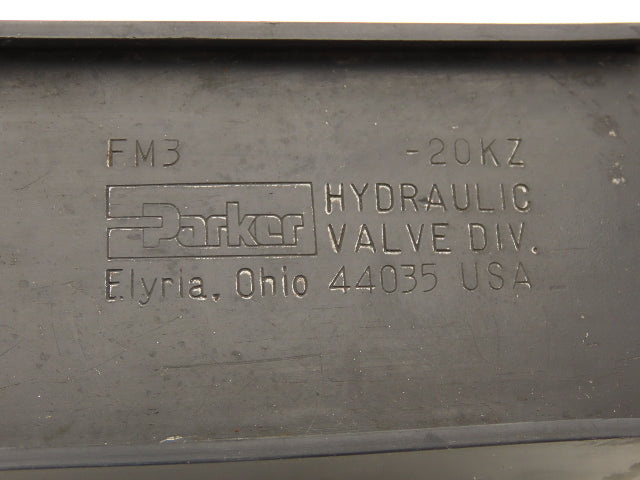 FM3 -20KZ
Parker HYDRAULIC
VALVE DIV.
Elyria, Ohio 44035 USA